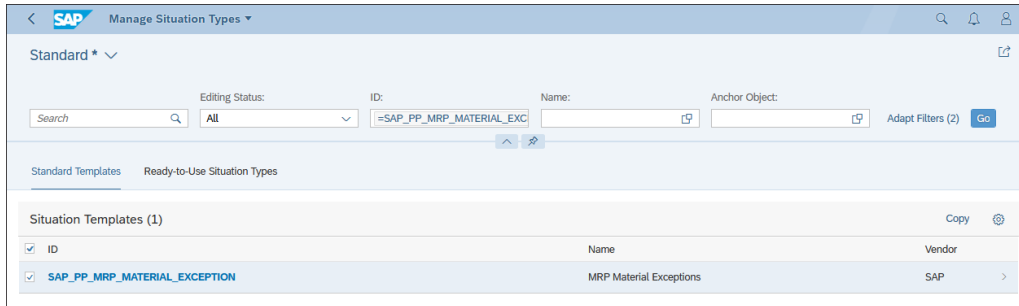 SAP Manage Situation Types
Standard *
Editing Status: ID: Name: Anchor Object:
Search All =SAP_PP_MRP_MATERIAL_EXC Adapt Filters (2) Go
Standard Templates Ready-to-Use Situation Types
Situation Templates (1) Copy
ID Name Vendor
SAP_PP_MRP_MATERIAL_EXCEPTION MRP Material Exceptions SAP